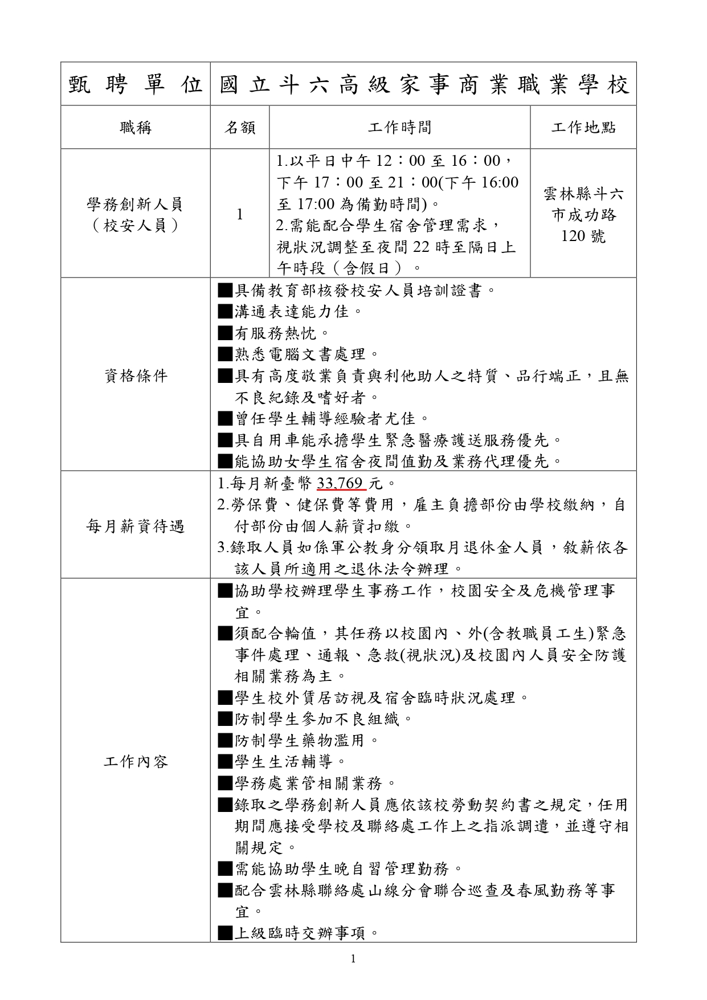 甄聘單位 國立斗六高級家事商業職業學校
職稱 名額 工作時間 工作地點
學務創新人員
（校安人員）
1
1.以平日中午 12：00 至 16：00，
下午 17：00 至 21：00(下午 16:00
至 17:00 為備勤時間)。
2.需能配合學生宿舍管理需求，
視狀況調整至夜間 22 時至隔日上
午時段（含假日）。
雲林縣斗六
市成功路
120 號
資格條件
■具備教育部核發校安人員培訓證書。
■溝通表達能力佳。
■有服務熱忱。
■熟悉電腦文書處理。
■具有高度敬業負責與利他助人之特質、品行端正，且無
不良紀錄及嗜好者。
■曾任學生輔導經驗者尤佳。
■具自用車能承擔學生緊急醫療護送服務優先。
■能協助女學生宿舍夜間值勤及業務代理優先。
每月薪資待遇
1.每月新臺幣 33,769 元。
2.勞保費、健保費等費用，雇主負擔部份由學校繳納，自
付部份由個人薪資扣繳。
3.錄取人員如係軍公教身分領取月退休金人員，敘薪依各
該人員所適用之退休法令辦理。
工作內容
■協助學校辦理學生事務工作，校園安全及危機管理事
宜。
■須配合輪值，其任務以校園內、外(含教職員工生)緊急
事件處理、通報、急救(視狀況)及校園內人員安全防護
相關業務為主。
■學生校外賃居訪視及宿舍臨時狀況處理。
■防制學生參加不良組織。
■防制學生藥物濫用。
■學生生活輔導。
■學務處業管相關業務。
■錄取之學務創新人員應依該校勞動契約書之規定，任用
期間應接受學校及聯絡處工作上之指派調遣，並遵守相
關規定。
■需能協助學生晚自習管理勤務。
■配合雲林縣聯絡處山線分會聯合巡查及春風勤務等事
宜。
■上級臨時交辦事項。
1